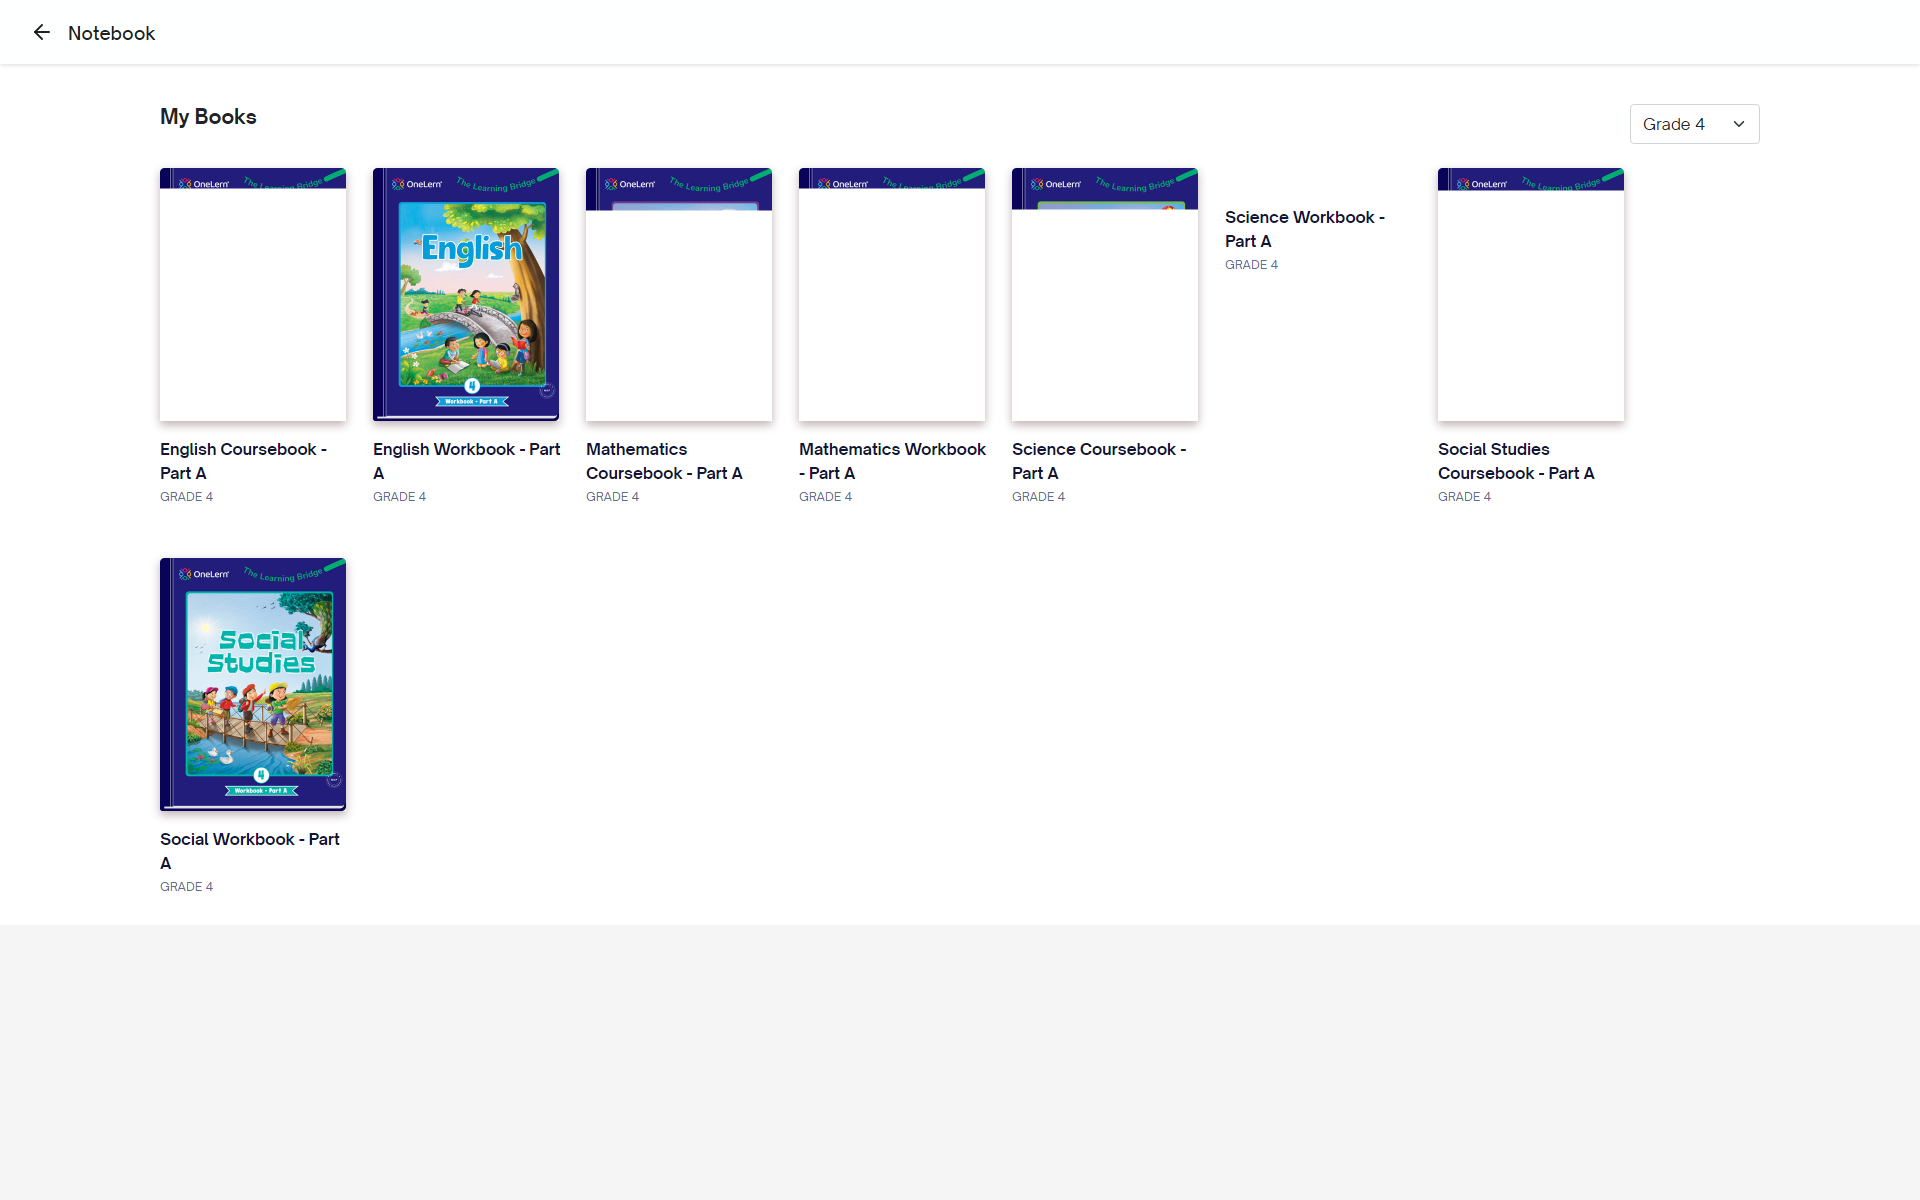 Notebook
My Books
Grade 4
OneLern
The Learning Bridge
OneLern
The Learning Bridge
English
4
Workbook - Part A
OneLern
The Learning Bridge
OneLern
The Learning Bridge
OneLern
The Learning Bridge
OneLern
The Learning Bridge
English Coursebook -
Part A
GRADE 4
English Workbook - Part
A
GRADE 4
Mathematics
Coursebook - Part A
GRADE 4
Mathematics Workbook
- Part A
GRADE 4
Science Coursebook -
Part A
GRADE 4
Science Workbook -
Part A
GRADE 4
Social Studies
Coursebook - Part A
GRADE 4
OneLern
The Learning Bridge
Social
Studies
4
Workbook - Part A
Social Workbook - Part
A
GRADE 4